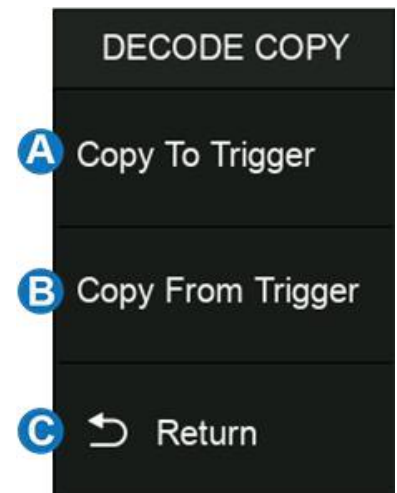 DECODE COPY
A Copy To Trigger
B Copy From Trigger
C Return